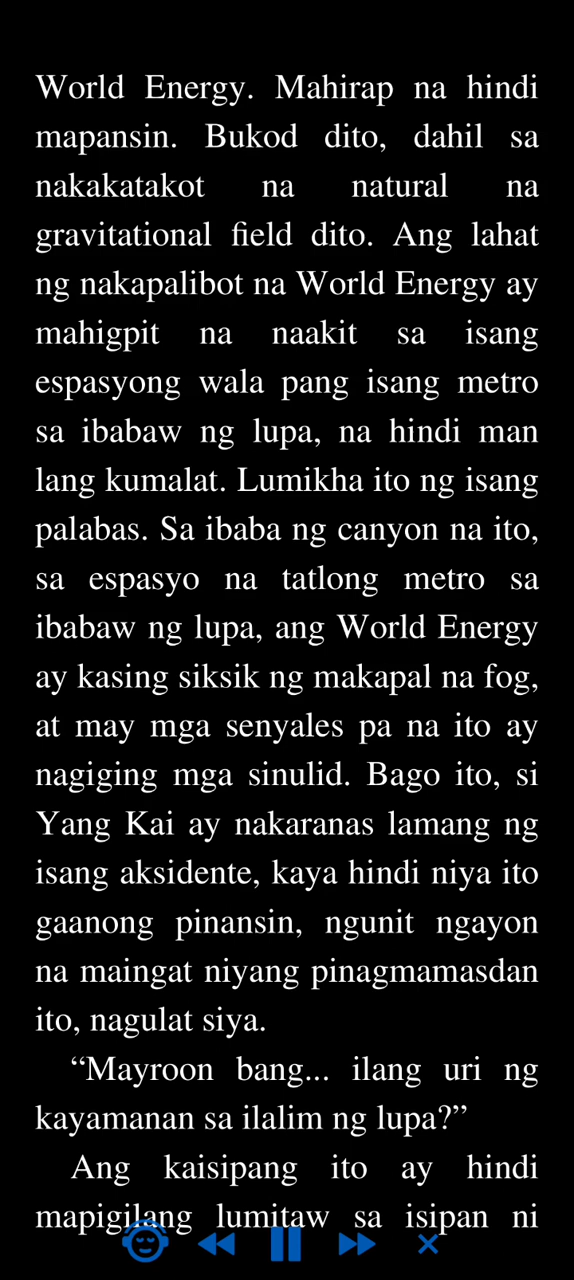 World Energy. Mahirap na hindi
mapansin. Bukod dito, dahil sa
nakakatakot na natural na
gravitational field dito. Ang lahat
ng nakapalibot na World Energy ay
mahigpit na naakit sa isang
espasyong wala pang isang metro
sa ibabaw ng lupa, na hindi man
lang kumalat. Lumikha ito ng isang
palabas. Sa ibaba ng canyon na ito,
sa espasyo na tatlong metro sa
ibabaw ng lupa, ang World Energy
ay kasing siksik ng makapal na fog,
at may mga senyales pa na ito ay
nagiging mga sinulid. Bago ito, si
Yang Kai ay nakaranas lamang ng
isang aksidente, kaya hindi niya ito
gaanong pinansin, ngunit ngayon
na maingat niyang pinagmamasdan
ito, nagulat siya.
“Mayroon bang... ilang uri ng
kayamanan sa ilalim ng lupa?”
Ang kaisipang ito ay hindi
mapigilang lumitaw sa isipan ni